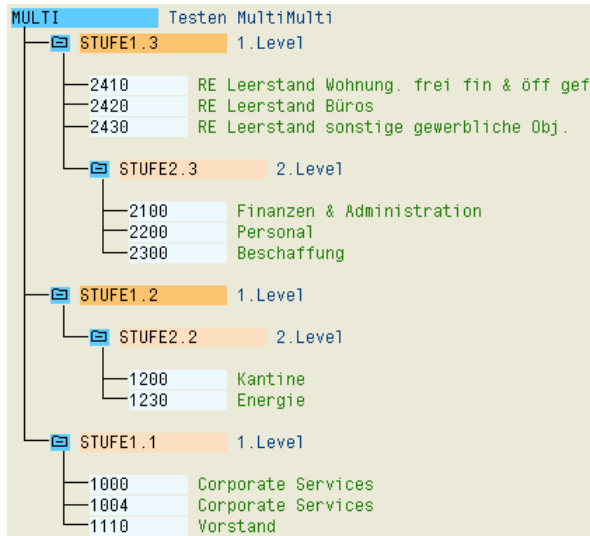 MULTI Testen MultiMulti
STUFE1.3 1.Level
2410 RE Leerstand Wohnung. frei fin & öff gef
2420 RE Leerstand Büros
2430 RE Leerstand sonstige gewerbliche Obj.
STUFE2.3 2.Level
2100 Finanzen & Administration
2200 Personal
2300 Beschaffung
STUFE1.2 1.Level
STUFE2.2 2.Level
1200 Kantine
1230 Energie
STUFE1.1 1.Level
1000 Corporate Services
1004 Corporate Services
1110 Vorstand